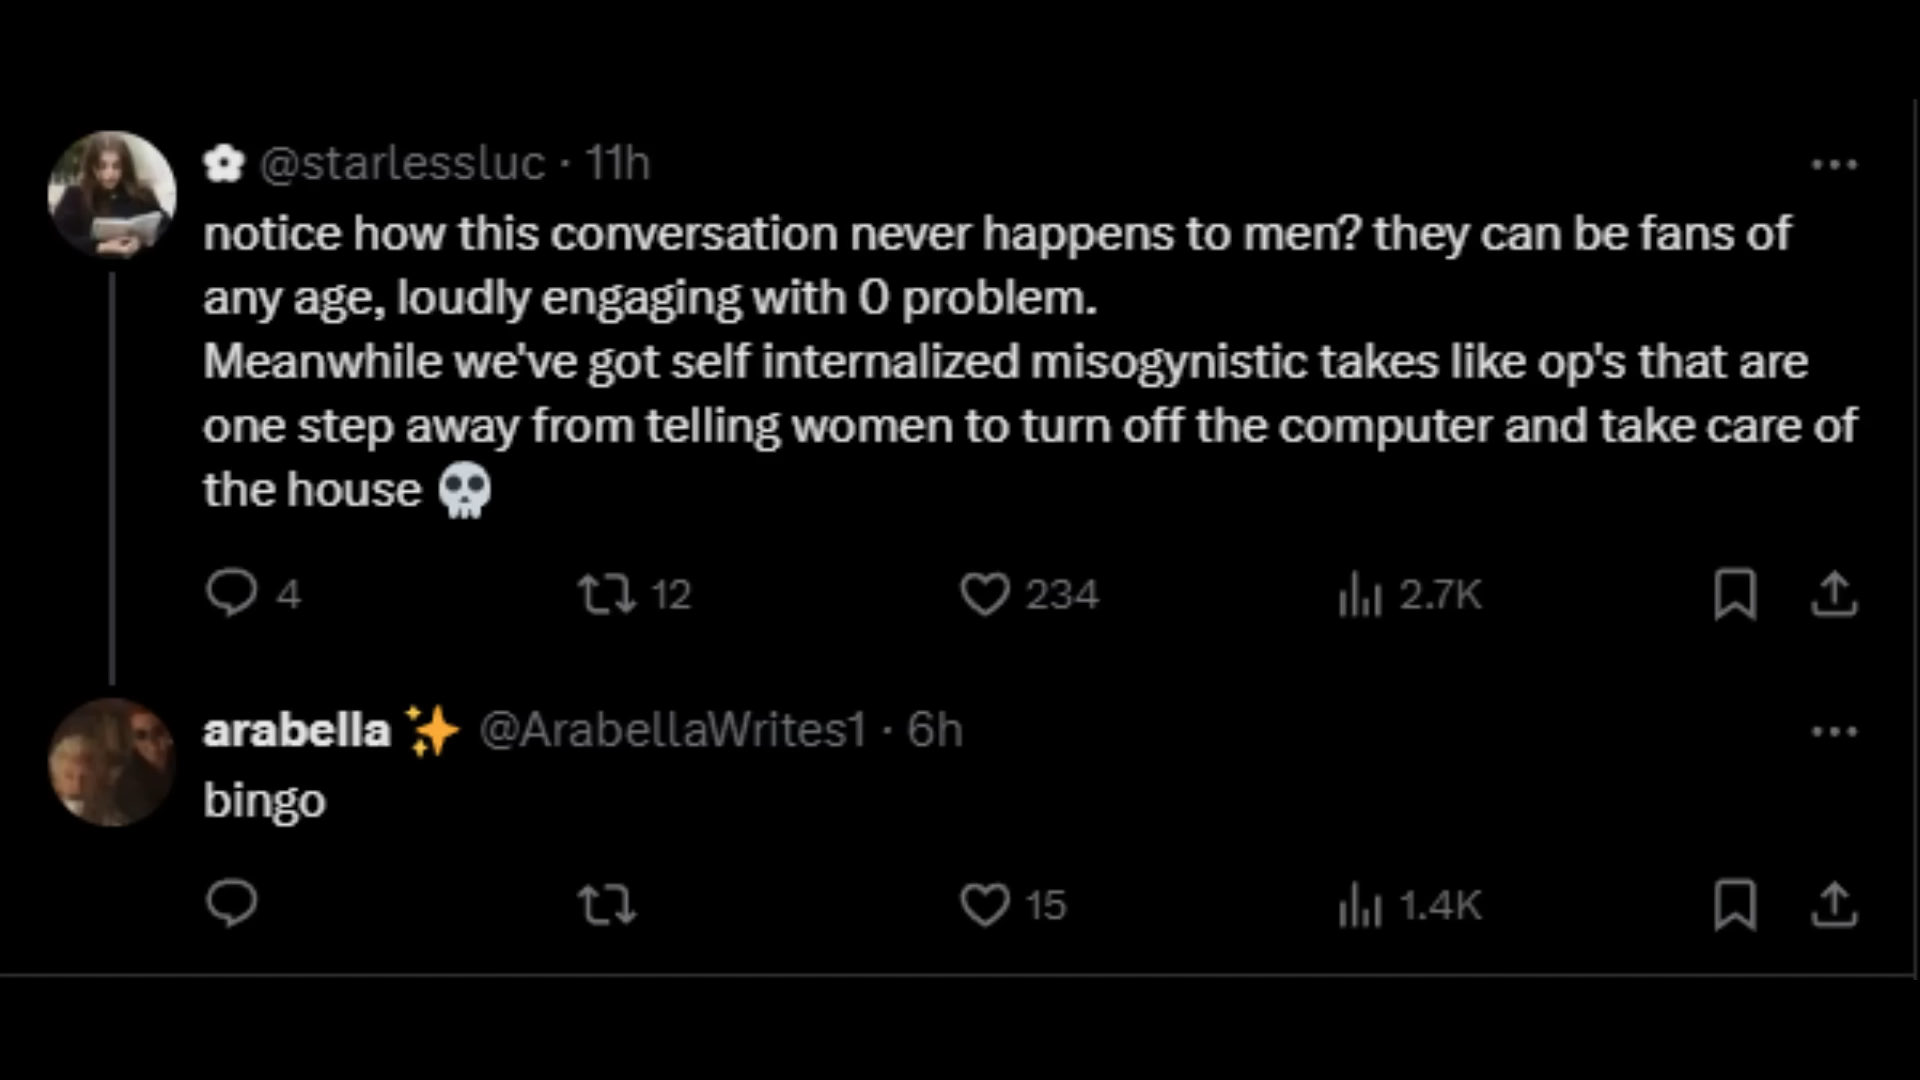 @starlessluc · 11h
notice how this conversation never happens to men? they can be fans of
any age, loudly engaging with 0 problem.
Meanwhile we've got self internalized misogynistic takes like op's that are
one step away from telling women to turn off the computer and take care of
the house 💀
4 12 234 2.7K
arabella ✨ @ArabellaWrites1 · 6h
bingo
15 1.4K